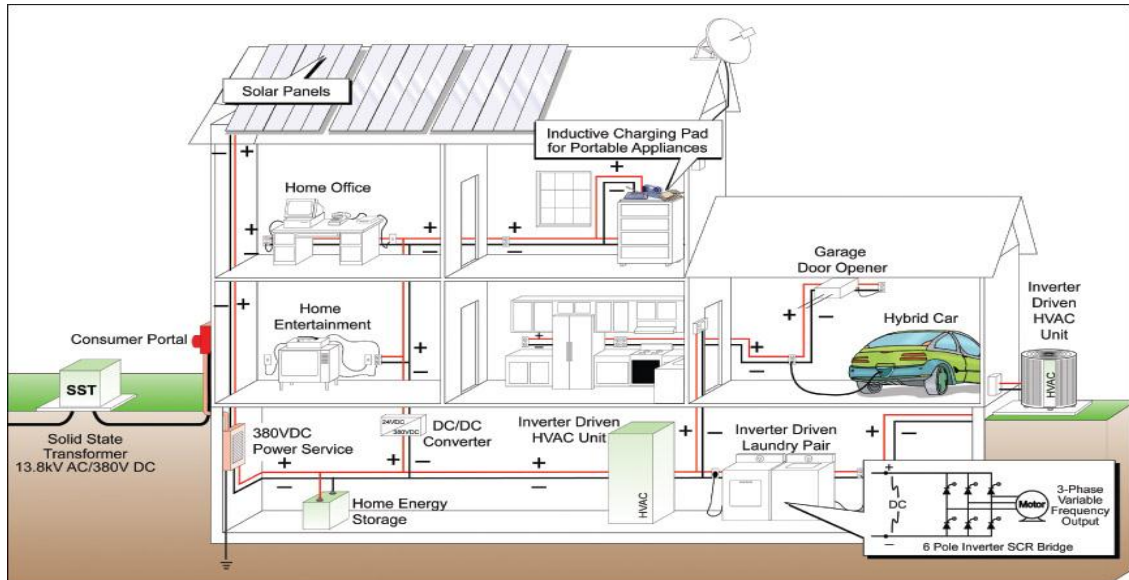 Solar Panels
Inductive Charging Pad
for Portable Appliances
+
−
+
−
Home Office
+
−
+
−
+
−
+
−
Garage
Door Opener
Inverter
Driven
HVAC
Unit
+
−
Hybrid Car
Consumer Portal
+
−
Home
Entertainment
+
−
+
−
+
−
HVAC
SST
Solid State
Transformer
13.8kV AC/380V DC
380VDC
Power Service
24VDC
380VDC
DC/DC
Converter
Inverter Driven
HVAC Unit
+
−
Inverter Driven
Laundry Pair
+
−
+
−
+
−
+
−
HVAC
Home Energy
Storage
+
DC
−
Motor
3-Phase
Variable
Frequency
Output
6 Pole Inverter SCR Bridge